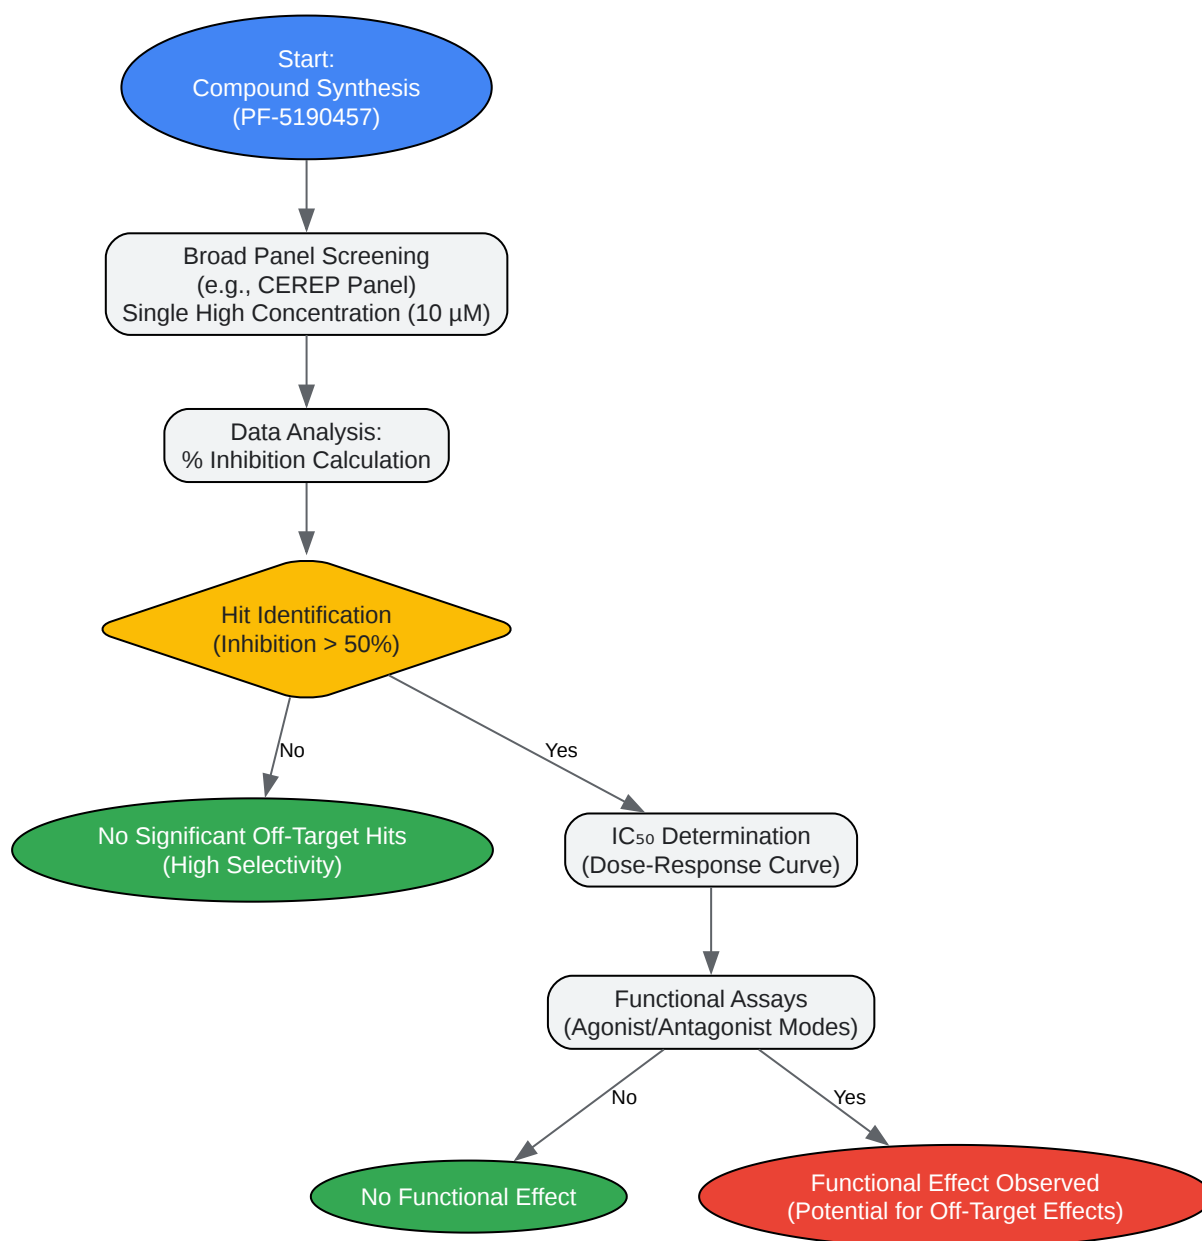 Start:
Compound Synthesis
(PF-5190457)
Broad Panel Screening
(e.g., CEREP Panel)
Single High Concentration (10 µM)
Data Analysis:
% Inhibition Calculation
Hit Identification
(Inhibition > 50%)
No
Yes
No Significant Off-Target Hits
(High Selectivity)
IC₅₀ Determination
(Dose-Response Curve)
Functional Assays
(Agonist/Antagonist Modes)
No
Yes
No Functional Effect
Functional Effect Observed
(Potential for Off-Target Effects)